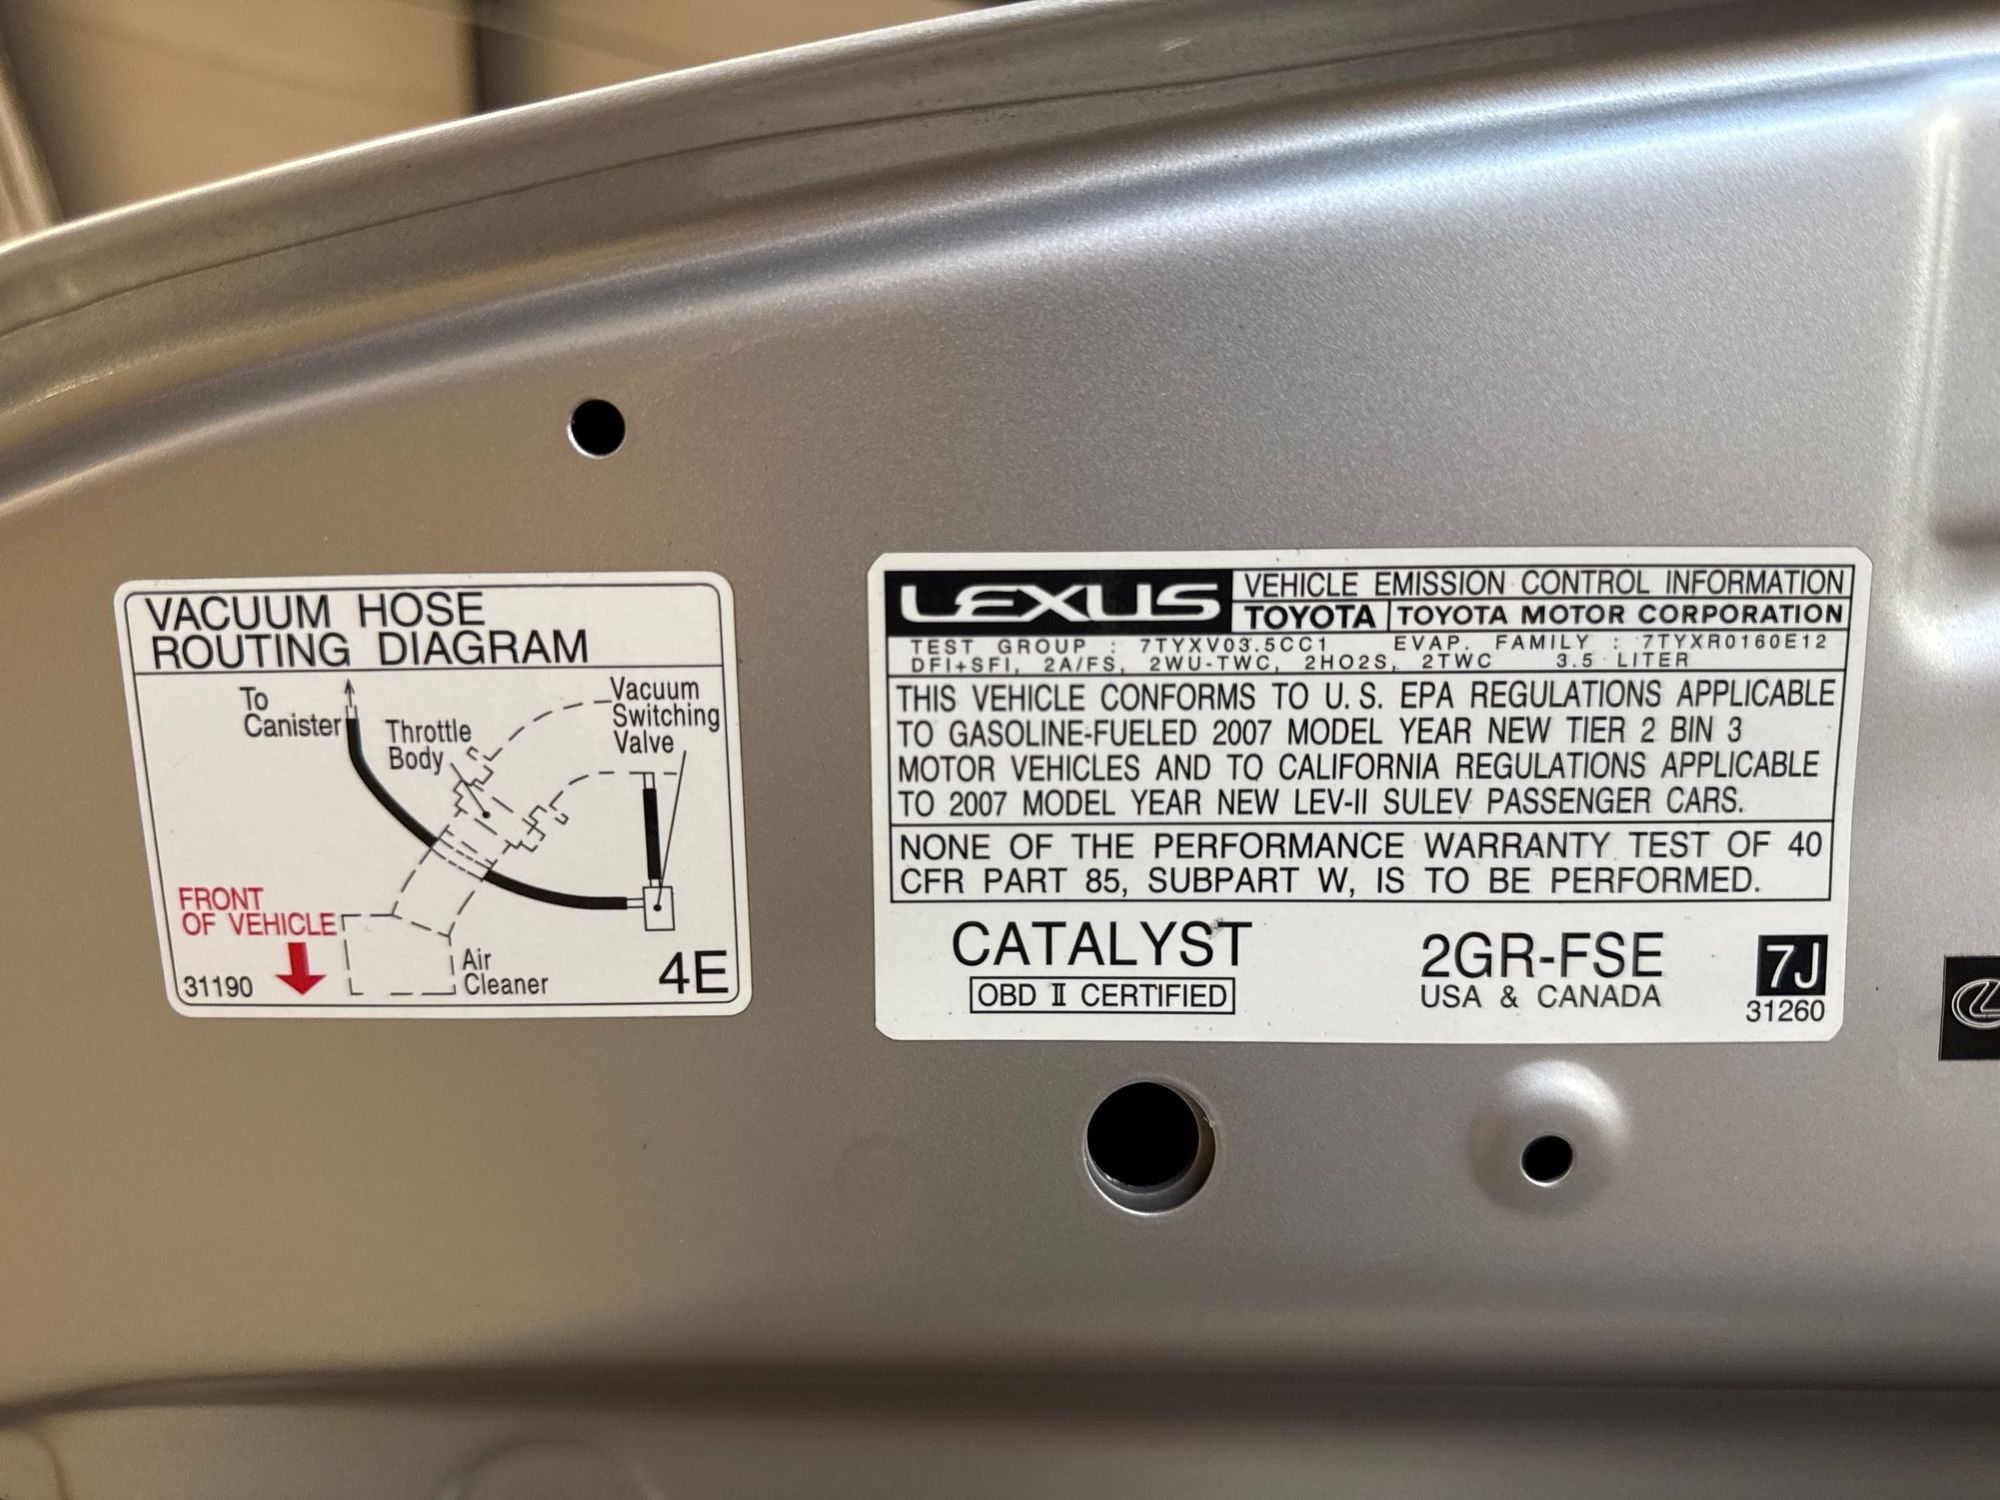 VACUUM HOSE
ROUTING DIAGRAM
To
Canister
Throttle
Body
Vacuum
Switching
Valve
FRONT
OF VEHICLE
31190
Air
Cleaner
4E
LEXUS
VEHICLE EMISSION CONTROL INFORMATION
TOYOTA TOYOTA MOTOR CORPORATION
TEST GROUP : 7TYXV03.5CC1 EVAP. FAMILY : 7TYXR0160E12
DFI+SFI, 2A/FS, 2WU-TWC, 2HO2S, 2TWC 3.5 LITER
THIS VEHICLE CONFORMS TO U.S. EPA REGULATIONS APPLICABLE
TO GASOLINE-FUELED 2007 MODEL YEAR NEW TIER 2 BIN 3
MOTOR VEHICLES AND TO CALIFORNIA REGULATIONS APPLICABLE
TO 2007 MODEL YEAR NEW LEV-II SULEV PASSENGER CARS.
NONE OF THE PERFORMANCE WARRANTY TEST OF 40
CFR PART 85, SUBPART W, IS TO BE PERFORMED.
CATALYST
OBD II CERTIFIED
2GR-FSE
USA & CANADA
7J
31260